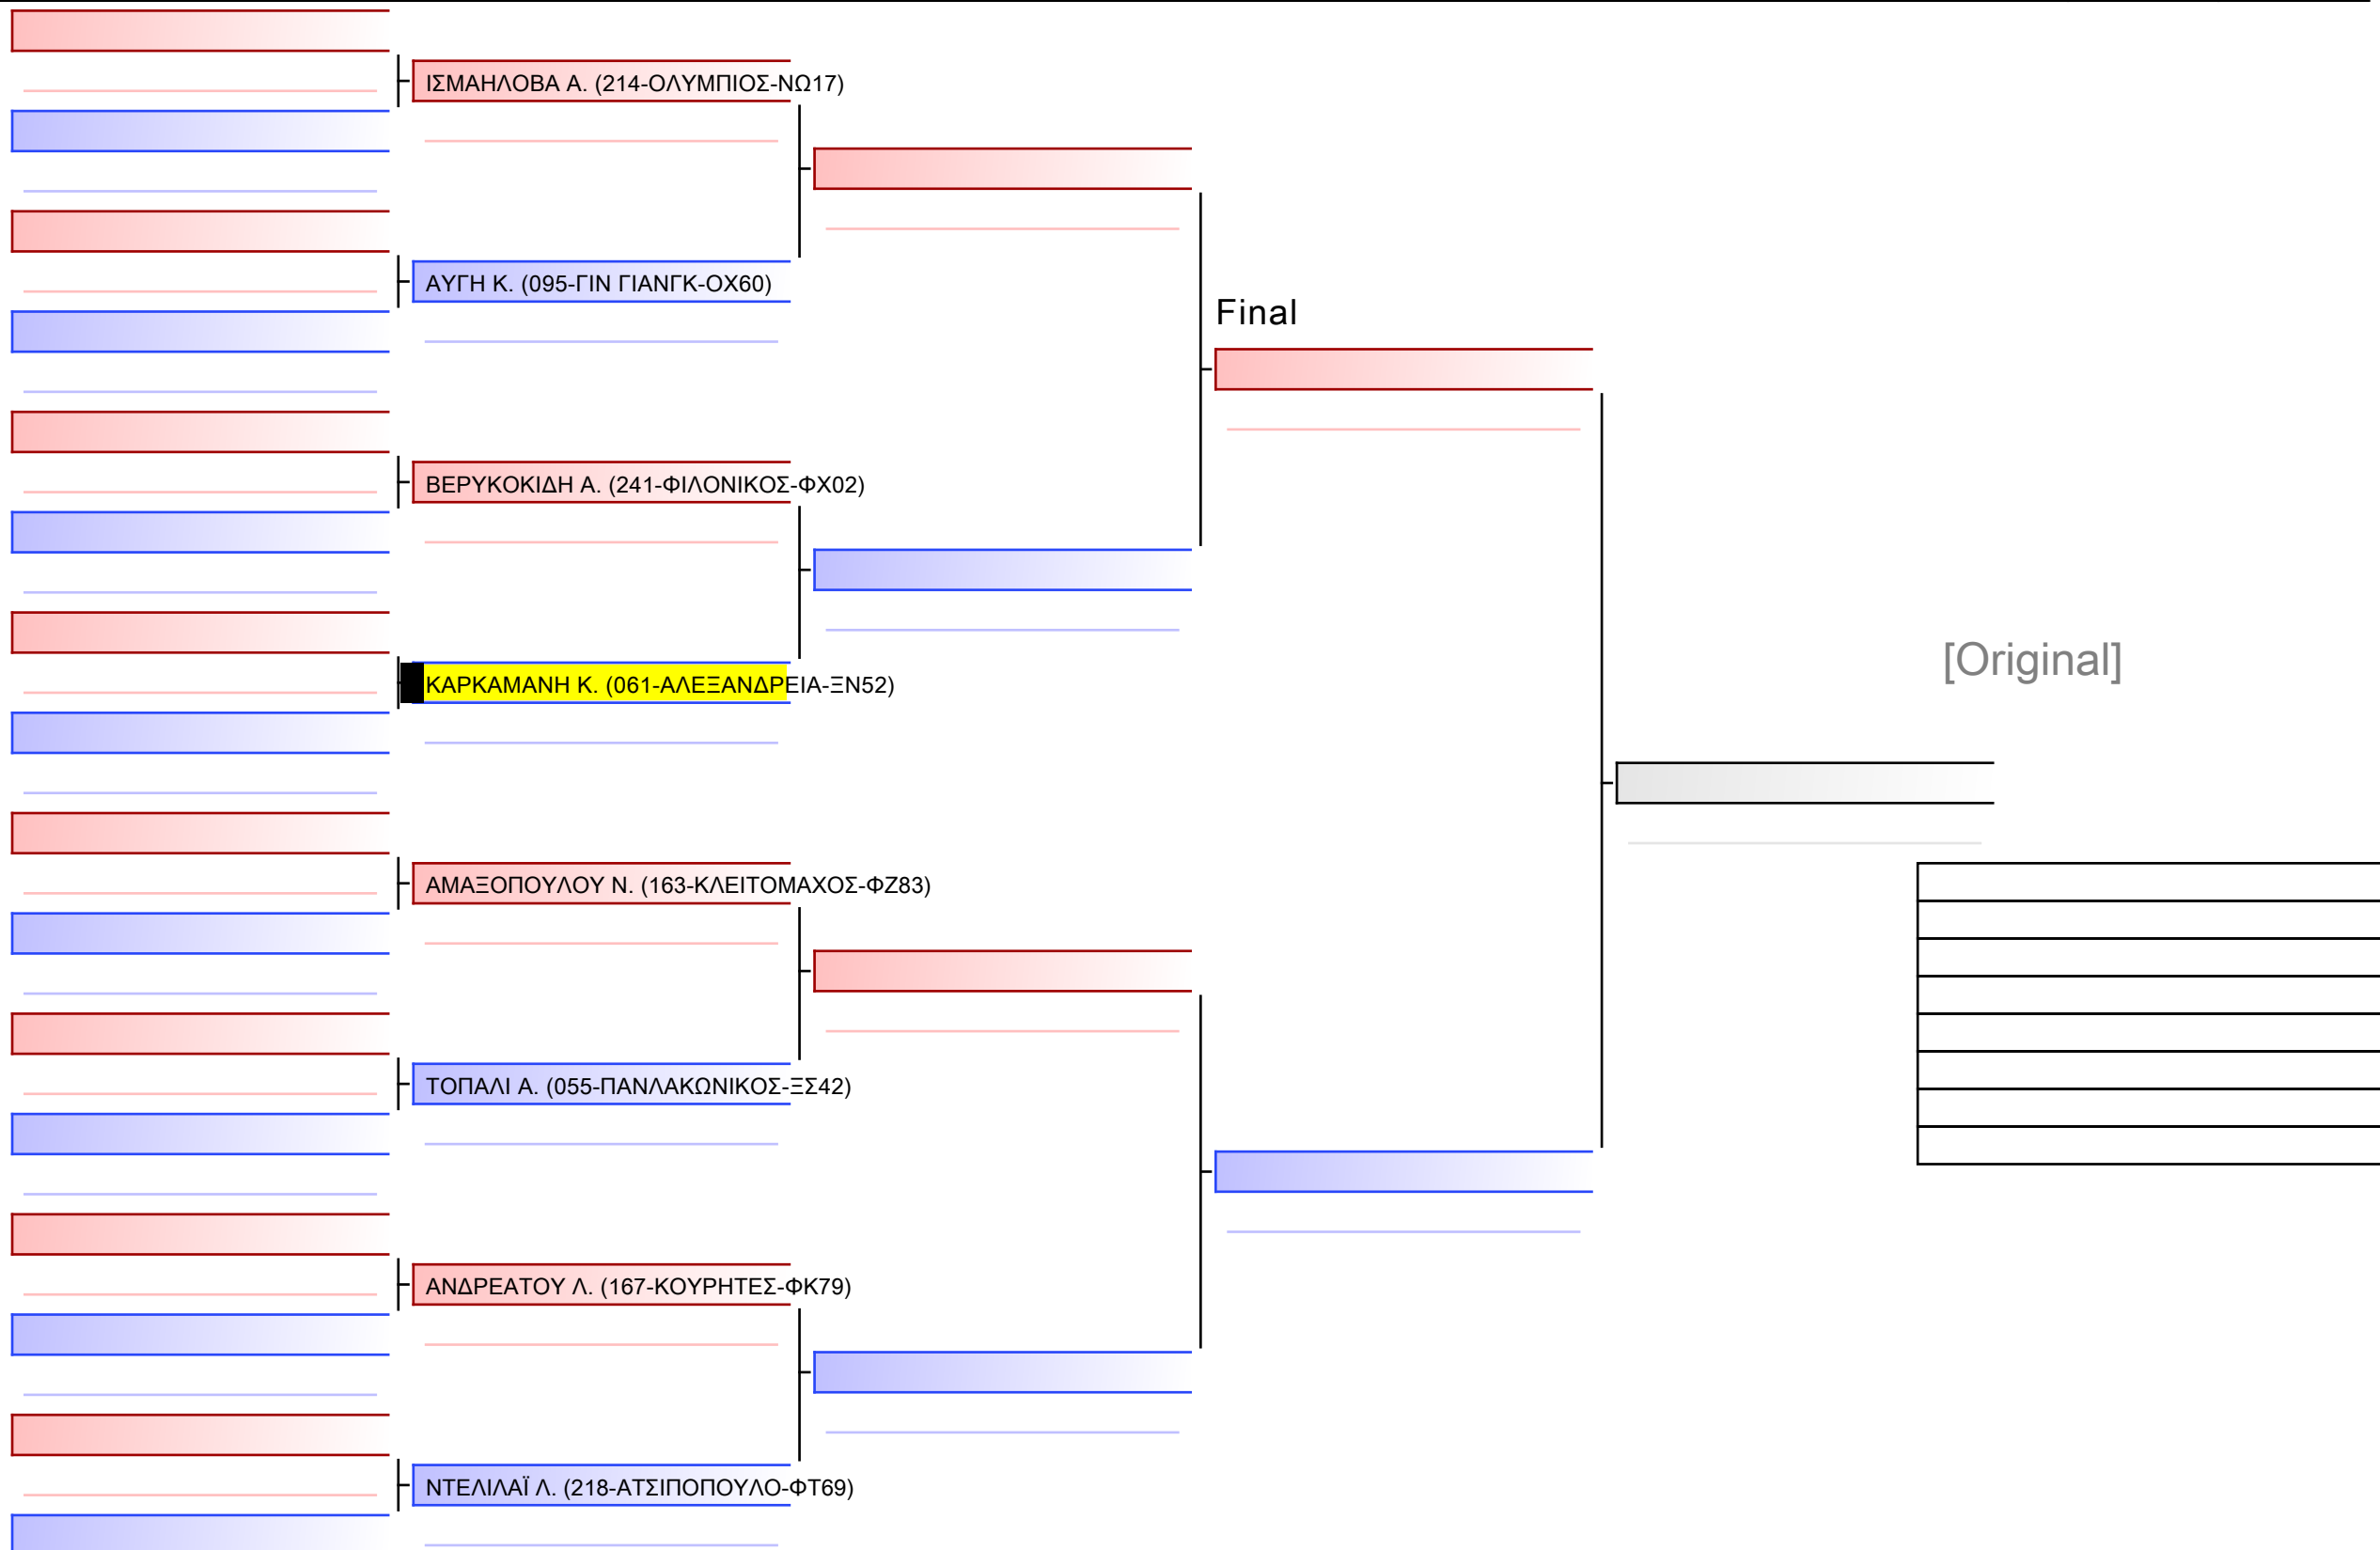 ΙΣΜΑΗΛΟΒΑ Α. (214-ΟΛΥΜΠΙΟΣ-ΝΩ17)
ΑΥΓΗ Κ. (095-ΓΙΝ ΓΙΑΝΓΚ-ΟΧ60)
Final
ΒΕΡΥΚΟΚΙΔΗ Α. (241-ΦΙΛΟΝΙΚΟΣ-ΦΧ02)
[Original]
ΚΑΡΚΑΜΑΝΗ Κ. (061-ΑΛΕΞΑΝΔΡΕΙΑ-ΞΝ52)
ΑΜΑΞΟΠΟΥΛΟΥ Ν. (163-ΚΛΕΙΤΟΜΑΧΟΣ-ΦΖ83)
ΤΟΠΑΛΙ Α. (055-ΠΑΝΛΑΚΩΝΙΚΟΣ-ΞΣ42)
ΑΝΔΡΕΑΤΟΥ Λ. (167-ΚΟΥΡΗΤΕΣ-ΦΚ79)
ΝΤΕΛΙΛΑΪ Λ. (218-ΑΤΣΙΠΟΠΟΥΛΟ-ΦΤ69)